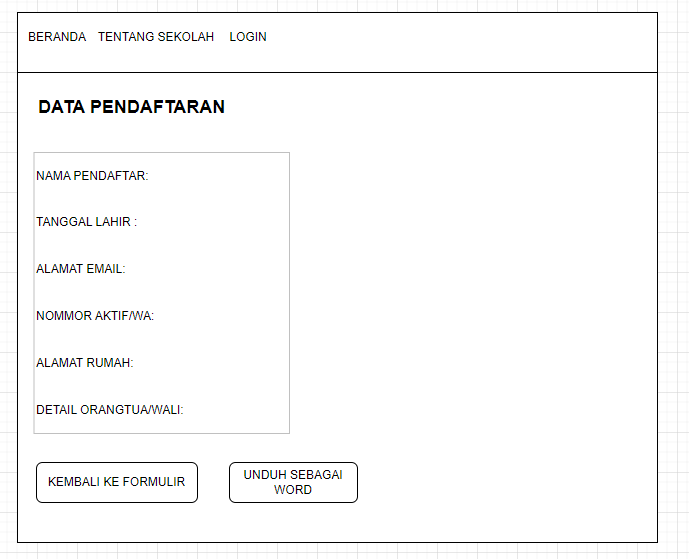 BERANDA TENTANG SEKOLAH LOGIN
DATA PENDAFTARAN
NAMA PENDAFTAR:
TANGGAL LAHIR :
ALAMAT EMAIL:
NOMMOR AKTIF/WA:
ALAMAT RUMAH:
DETAIL ORANGTUA/WALI:
KEMBALI KE FORMULIR
UNDUH SEBAGAI
WORD